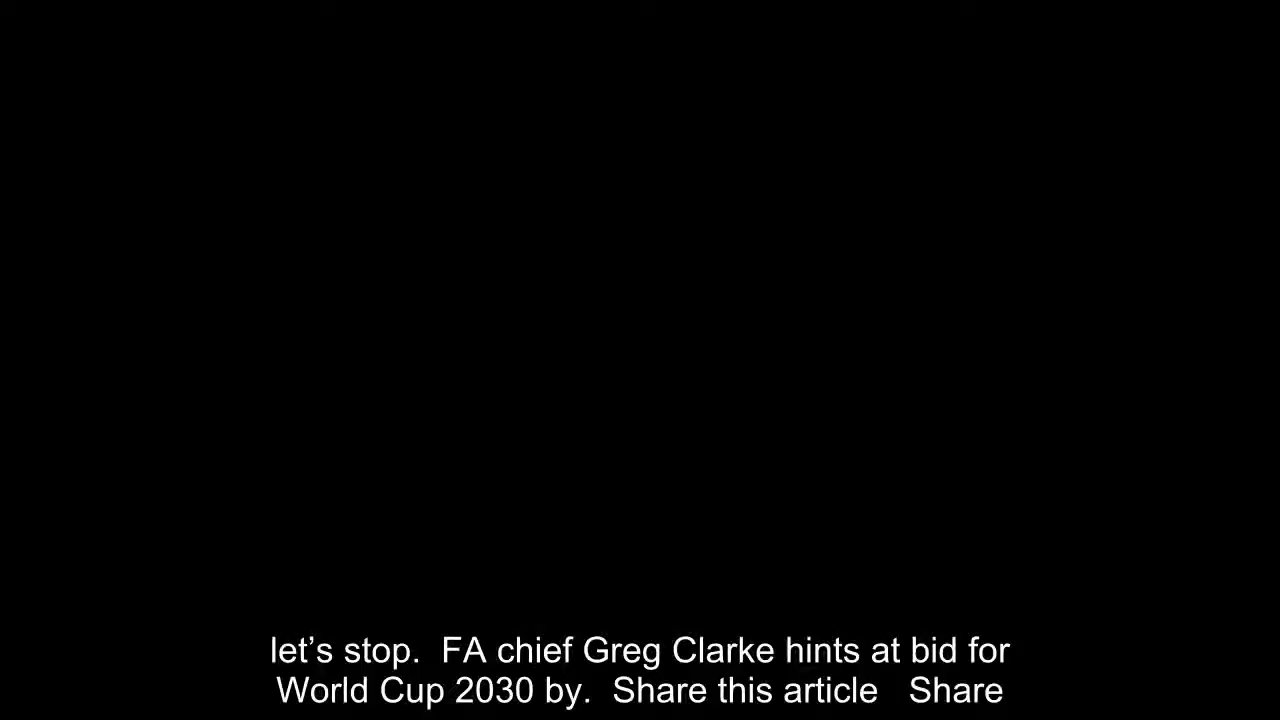 let’s stop.  FA chief Greg Clarke hints at bid for
World Cup 2030 by.  Share this article   Share